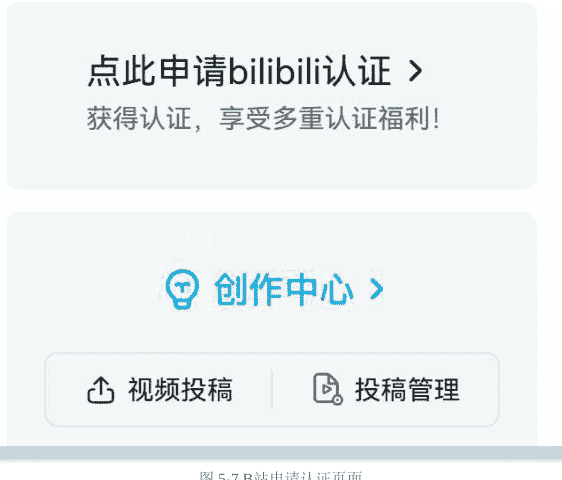 点此申请bilibili认证 >
获得认证，享受多重认证福利！
创作中心 >
视频投稿
投稿管理
图 5-7 B站申请认证页面